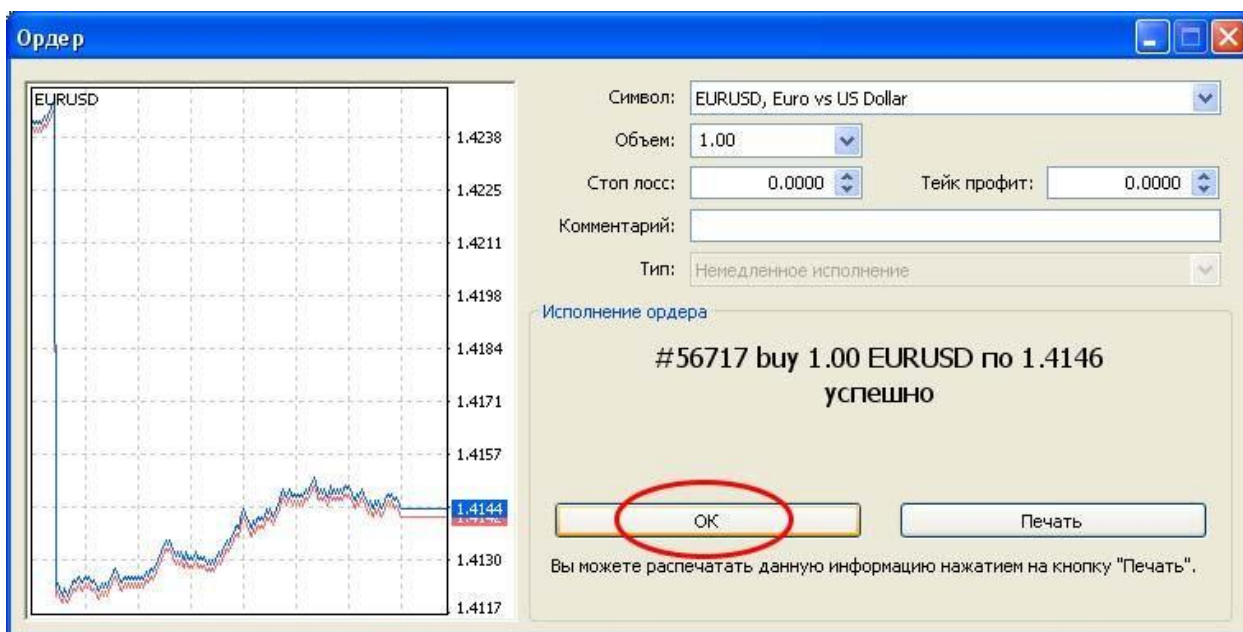 Ордер
EURUSD
1.4238
1.4225
1.4211
1.4198
1.4184
1.4171
1.4157
1.4144
1.4142
1.4130
1.4117
Символ: EURUSD, Euro vs US Dollar
Объем: 1.00
Стоп лосс: 0.0000 Тейк профит: 0.0000
Комментарий:
Тип: Немедленное исполнение
Исполнение ордера
#56717 buy 1.00 EURUSD по 1.4146
успешно
OK Печать
Вы можете распечатать данную информацию нажатием на кнопку "Печать".